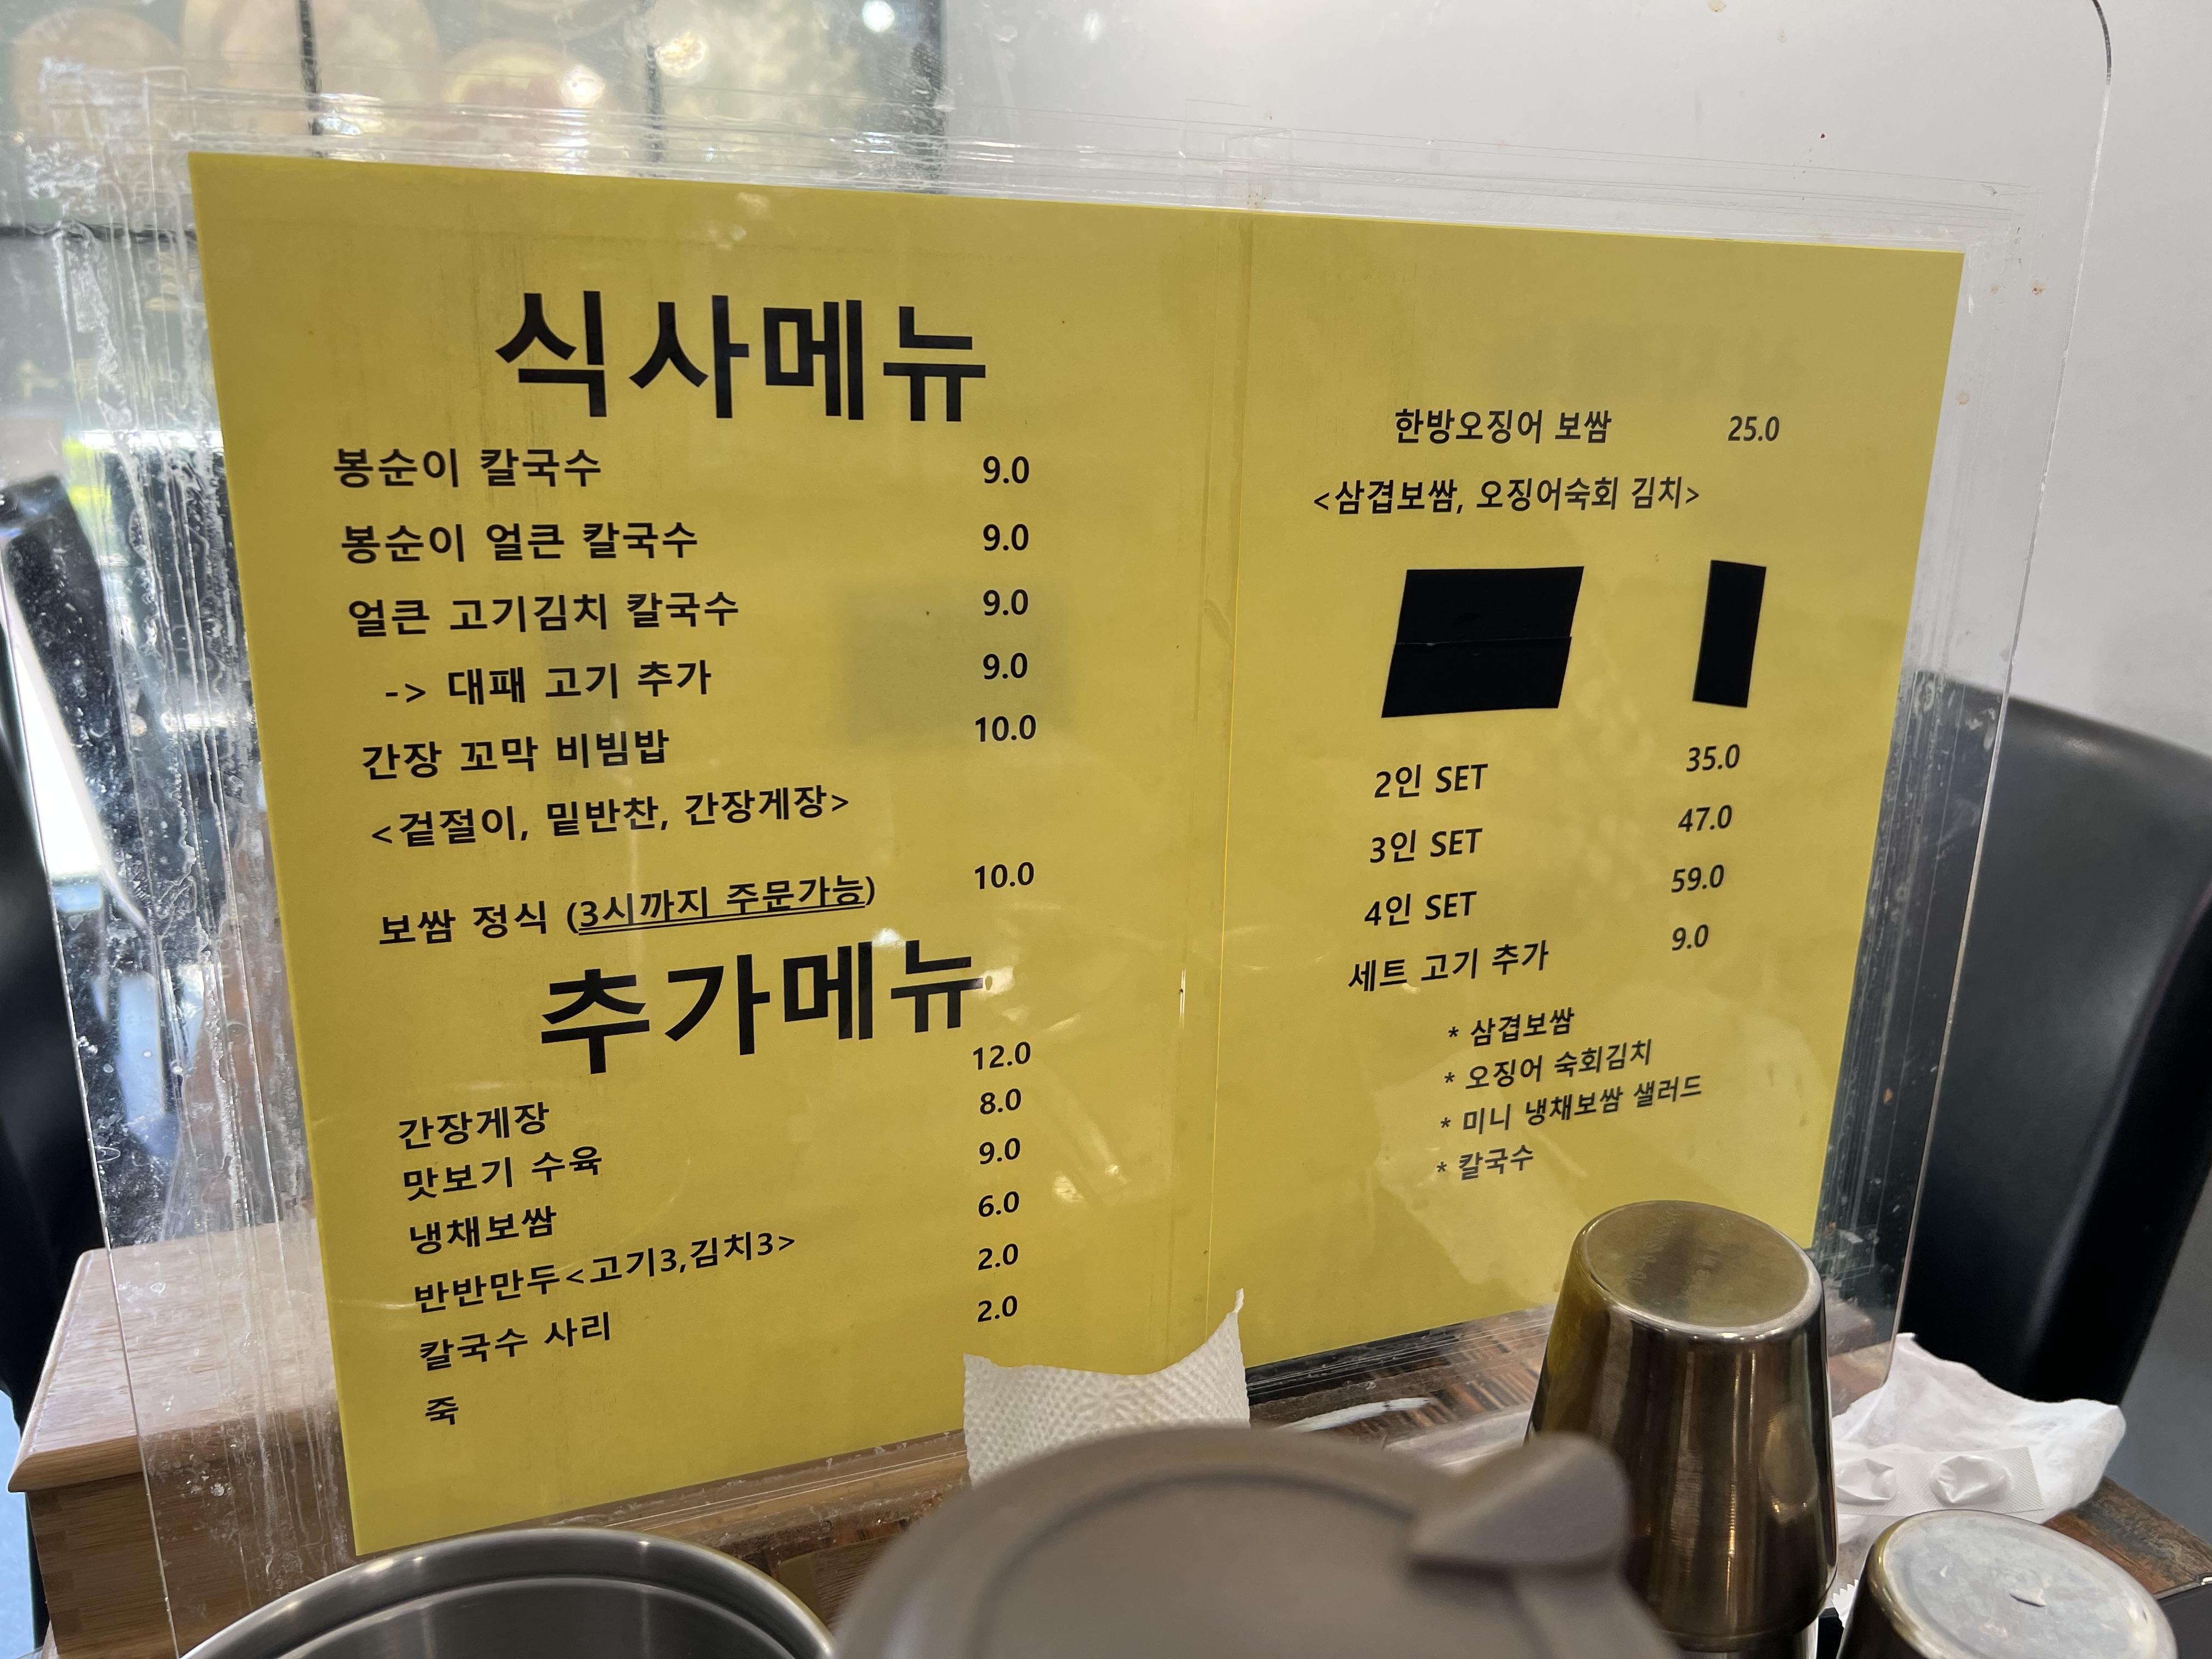 식사메뉴
봉순이 칼국수 9.0
봉순이 얼큰 칼국수 9.0
얼큰 고기김치 칼국수 9.0
-> 대패 고기 추가 9.0
간장 꼬막 비빔밥 10.0
<겉절이, 밑반찬, 간장게장>
보쌈 정식 (3시까지 주문가능) 10.0
추가메뉴
간장게장 12.0
맛보기 수육 8.0
냉채보쌈 9.0
반반만두<고기3,김치3> 6.0
칼국수 사리 2.0
죽 2.0
한방오징어 보쌈 25.0
<삼겹보쌈, 오징어숙회 김치>
2인 SET 35.0
3인 SET 47.0
4인 SET 59.0
세트 고기 추가 9.0
* 삼겹보쌈
* 오징어 숙회김치
* 미니 냉채보쌈 샐러드
* 칼국수